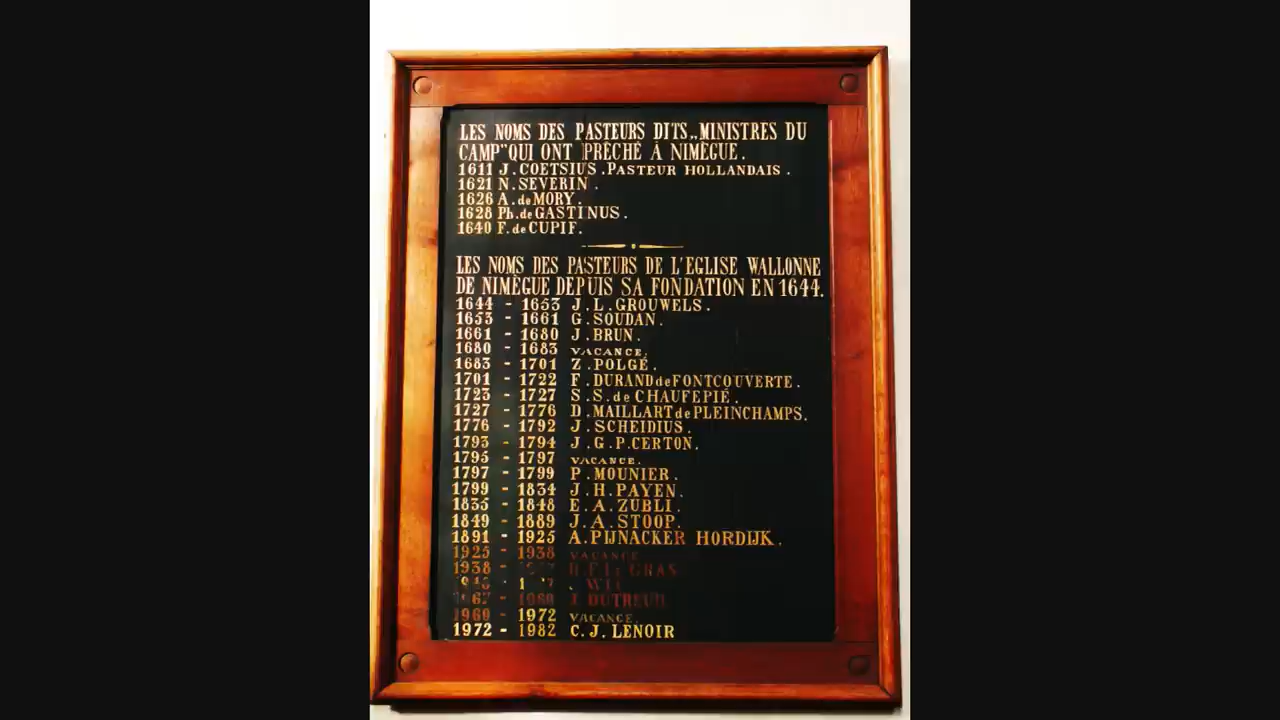 LES NOMS DES PASTEURS DITS „MINISTRES DU
CAMP" QUI ONT PRÊCHÉ À NIMÈGUE.
1611 J. COETSIUS. PASTEUR HOLLANDAIS.
1621 N. SEVERIN.
1626 A. de MORY.
1628 Ph. de GASTINUS.
1640 F. de CUPIF.
LES NOMS DES PASTEURS DE L'EGLISE WALLONNE
DE NIMÈGUE DEPUIS SA FONDATION EN 1644.
1644 - 1653 J. L. GROUWELS.
1653 - 1661 G. SOUDAN.
1661 - 1680 J. BRUN.
1680 - 1683 VACANCE.
1683 - 1701 Z. POLGÉ.
1701 - 1722 F. DURAND de FONTCOUVERTE.
1723 - 1727 S. S. de CHAUFEPIÉ.
1727 - 1776 D. MAILLART de PLEINCHAMPS.
1776 - 1792 J. SCHEIDIUS.
1793 - 1794 J. G. P. CERTON.
1795 - 1797 VACANCE.
1797 - 1799 P. MOUNIER.
1799 - 1834 J. H. PAYEN.
1835 - 1848 E. A. ZUBLI.
1849 - 1889 J. A. STOOP.
1891 - 1925 A. PIJNACKER HORDIJK.
1925 - 1938 VACANCE
1938 - GRAS
J. DUTREUIL
1969 - 1972 VACANCE.
1972 - 1982 C. J. LENOIR